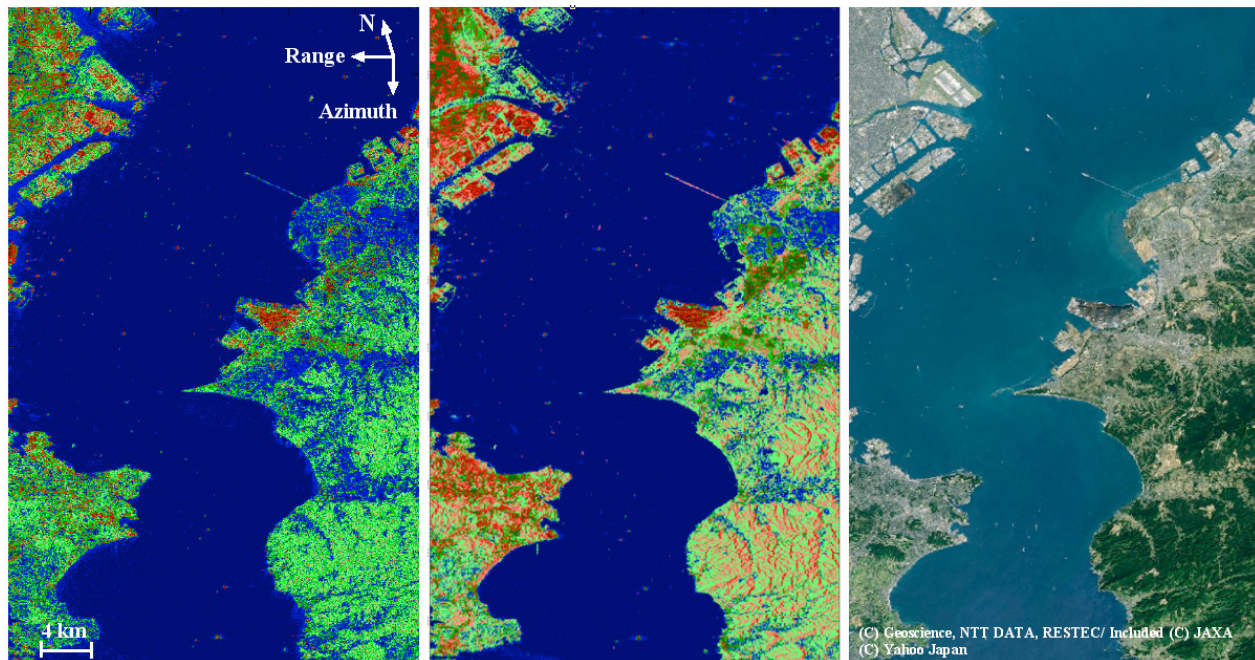 N
Range
Azimuth
4 km
(C) Geoscience, NTT DATA, RESTEC/ Included (C) JAXA
(C) Yahoo Japan